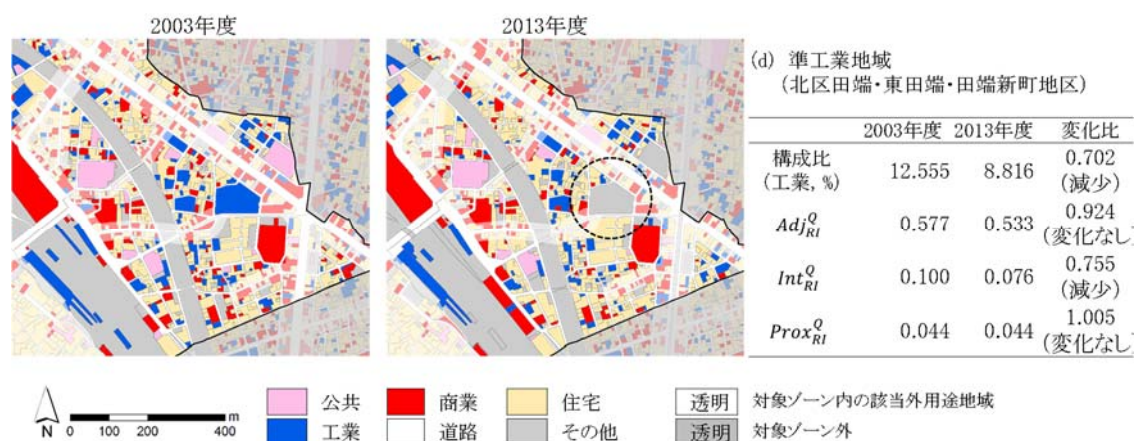 2003年度
2013年度
(d) 準工業地域
(北区田端・東田端・田端新町地区)
2003年度 2013年度 変化比
構成比
(工業, %) 12.555 8.816 0.702
(減少)
Adj^Q_RI 0.577 0.533 0.924
(変化なし)
Int^Q_RI 0.100 0.076 0.755
(減少)
Prox^Q_RI 0.044 0.044 1.005
(変化なし)
N
0 100 200 400
m
公共 商業 住宅 透明 対象ゾーン内の該当外用途地域
工業 道路 その他 透明 対象ゾーン外